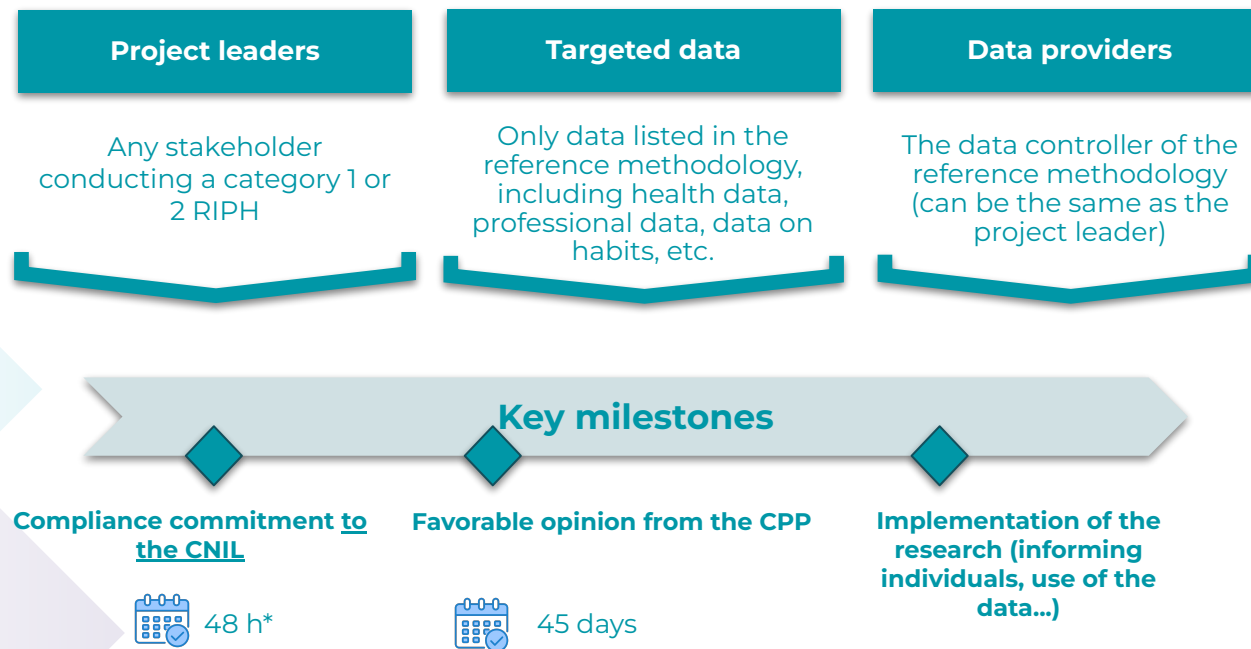 Project leaders
Any stakeholder
conducting a category 1 or
2 RIPH
Targeted data
Only data listed in the
reference methodology,
including health data,
professional data, data on
habits, etc.
Data providers
The data controller of the
reference methodology
(can be the same as the
project leader)
Key milestones
Compliance commitment to
the CNIL
48 h*
Favorable opinion from the CPP
45 days
Implementation of the
research (informing
individuals, use of the
data...)